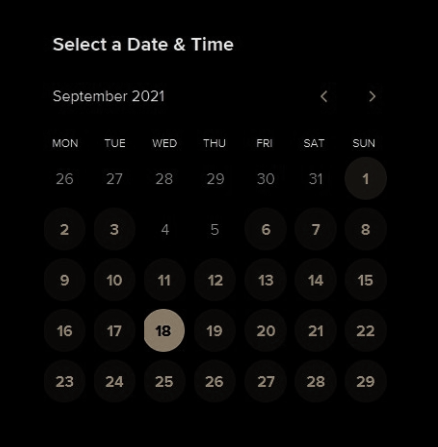 Select a Date & Time
September 2021
MON TUE WED THU FRI SAT SUN
26 27 28 29 30 31 1
2 3 4 5 6 7 8
9 10 11 12 13 14 15
16 17 18 19 20 21 22
23 24 25 26 27 28 29